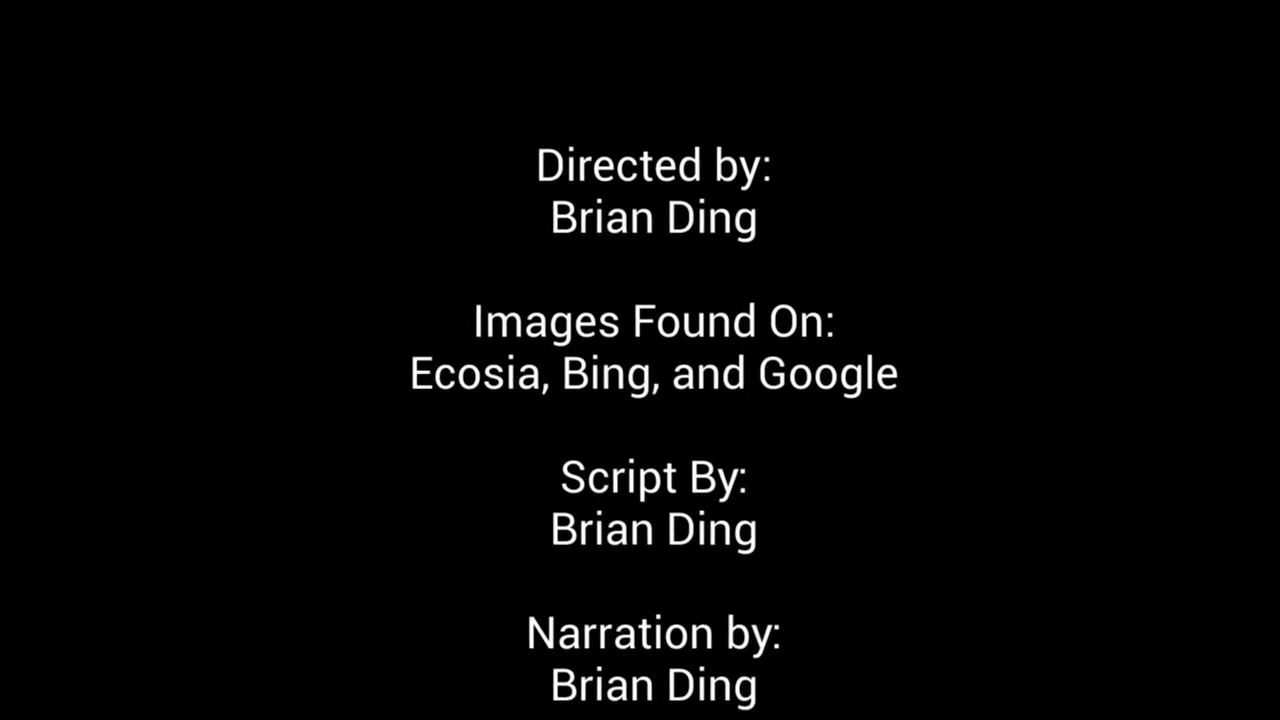 Directed by:
Brian Ding
Images Found On:
Ecosia, Bing, and Google
Script By:
Brian Ding
Narration by:
Brian Ding